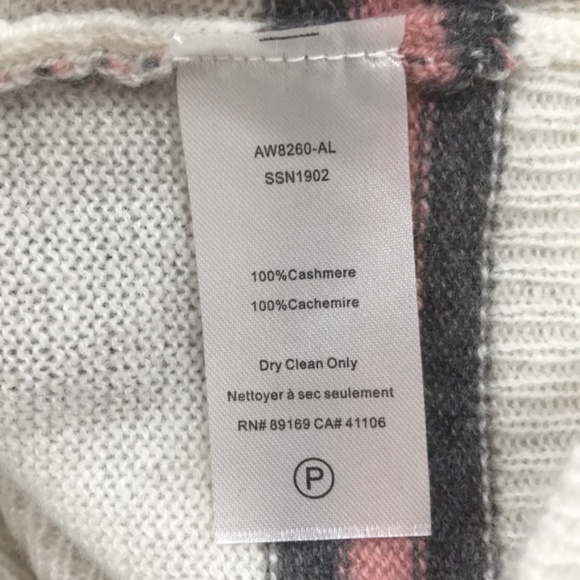 AW8260-AL
SSN1902
100%Cashmere
100%Cachemire
Dry Clean Only
Nettoyer à sec seulement
RN# 89169 CA# 41106
P